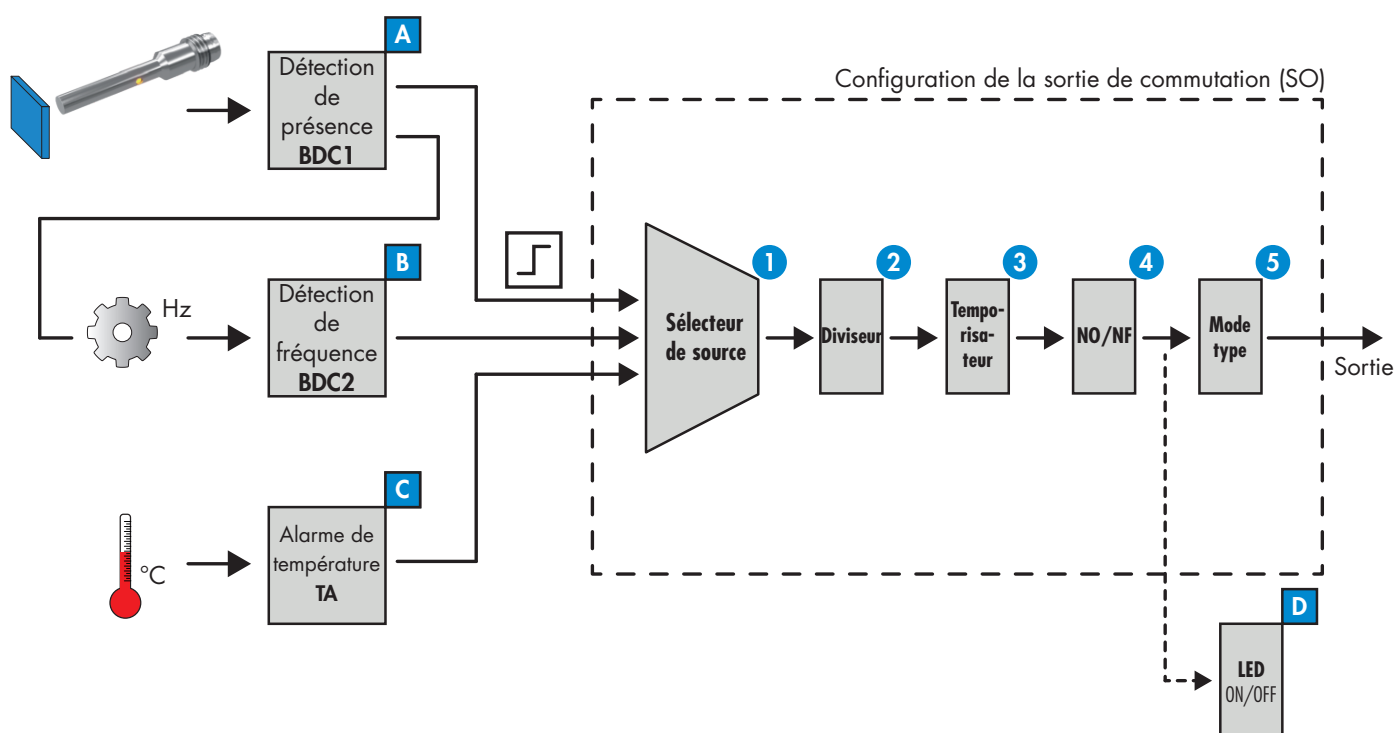 A
Détection
de
présence
BDC1
Configuration de la sortie de commutation (SO)
B
Hz
Détection
de
fréquence
BDC2
1
Sélecteur
de source
2
Diviseur
3
Tempo-
risa-
teur
4
NO/NF
5
Mode
type
Sortie
C
°C
Alarme de
température
TA
D
LED
ON/OFF